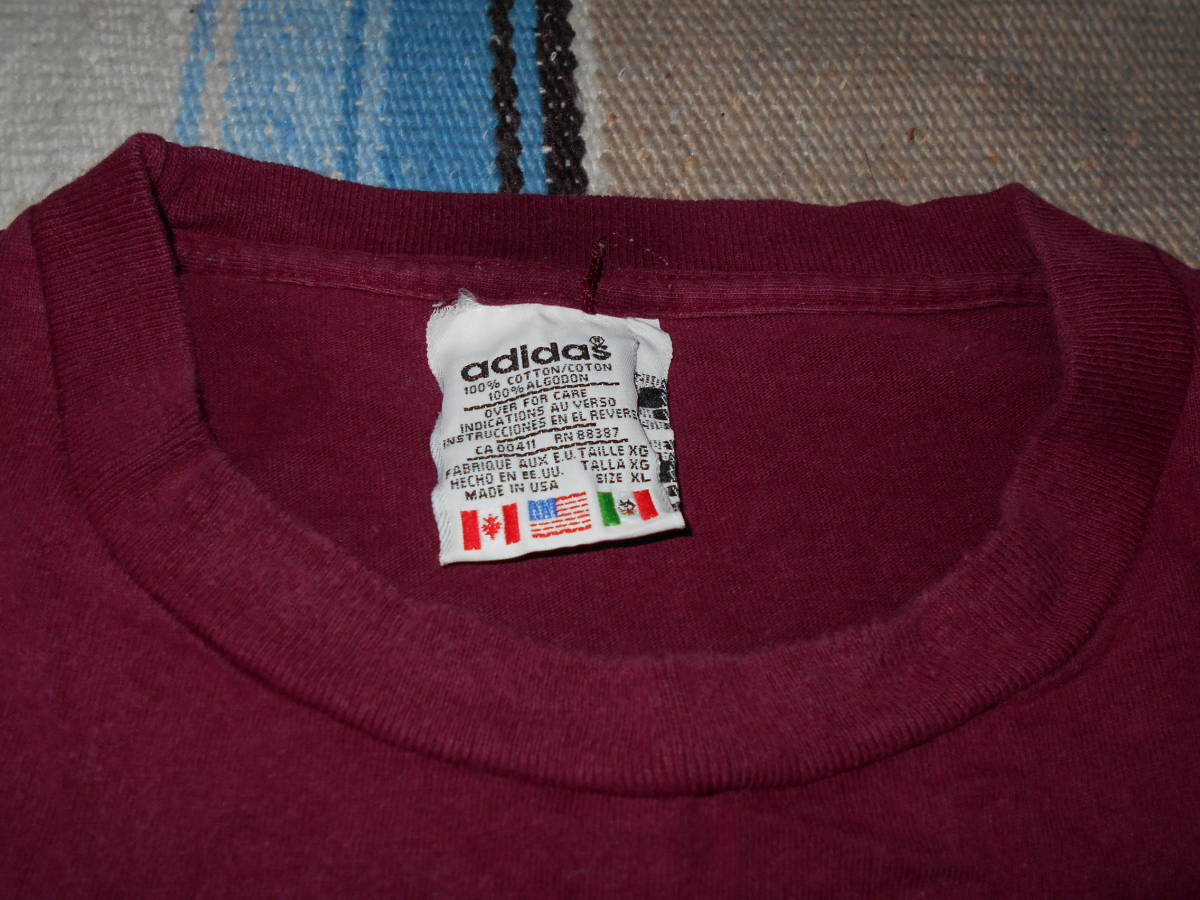 adidas®
100% COTTON/COTON
100% ALGODON
OVER FOR CARE
INDICATIONS AU VERSO
INSTRUCCIONES EN EL REVERS
CA 00411 RN 88387
FABRIQUE AUX E.U. TAILLE XG
HECHO EN EE.UU. TALLA XG
MADE IN USA SIZE XL